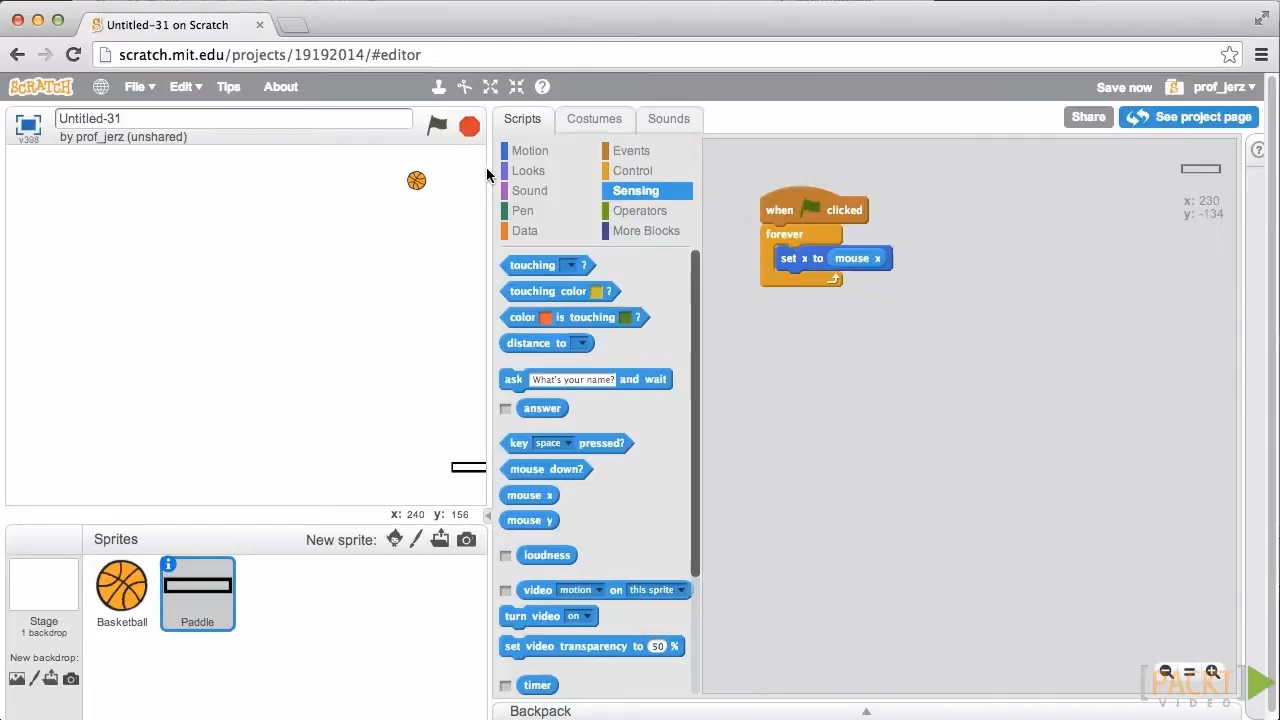 Untitled-31 on Scratch
scratch.mit.edu/projects/19192014/#editor
SCRATCH File Edit Tips About Save now prof_jerz
v398 Untitled-31
by prof_jerz (unshared)
Scripts Costumes Sounds Share See project page
Motion Events
Looks Control
Sound Sensing
Pen Operators
Data More Blocks
touching ?
touching color ?
color is touching ?
distance to
ask What's your name? and wait
answer
key space pressed?
mouse down?
mouse x
mouse y
loudness
video motion on this sprite
turn video on
set video transparency to 50 %
timer
when clicked
forever
set x to mouse x
x: 230
y: -134
x: 240 y: 156
Sprites New sprite:
Stage
1 backdrop
New backdrop:
Basketball
Paddle
Backpack
PACKT
VIDEO
?